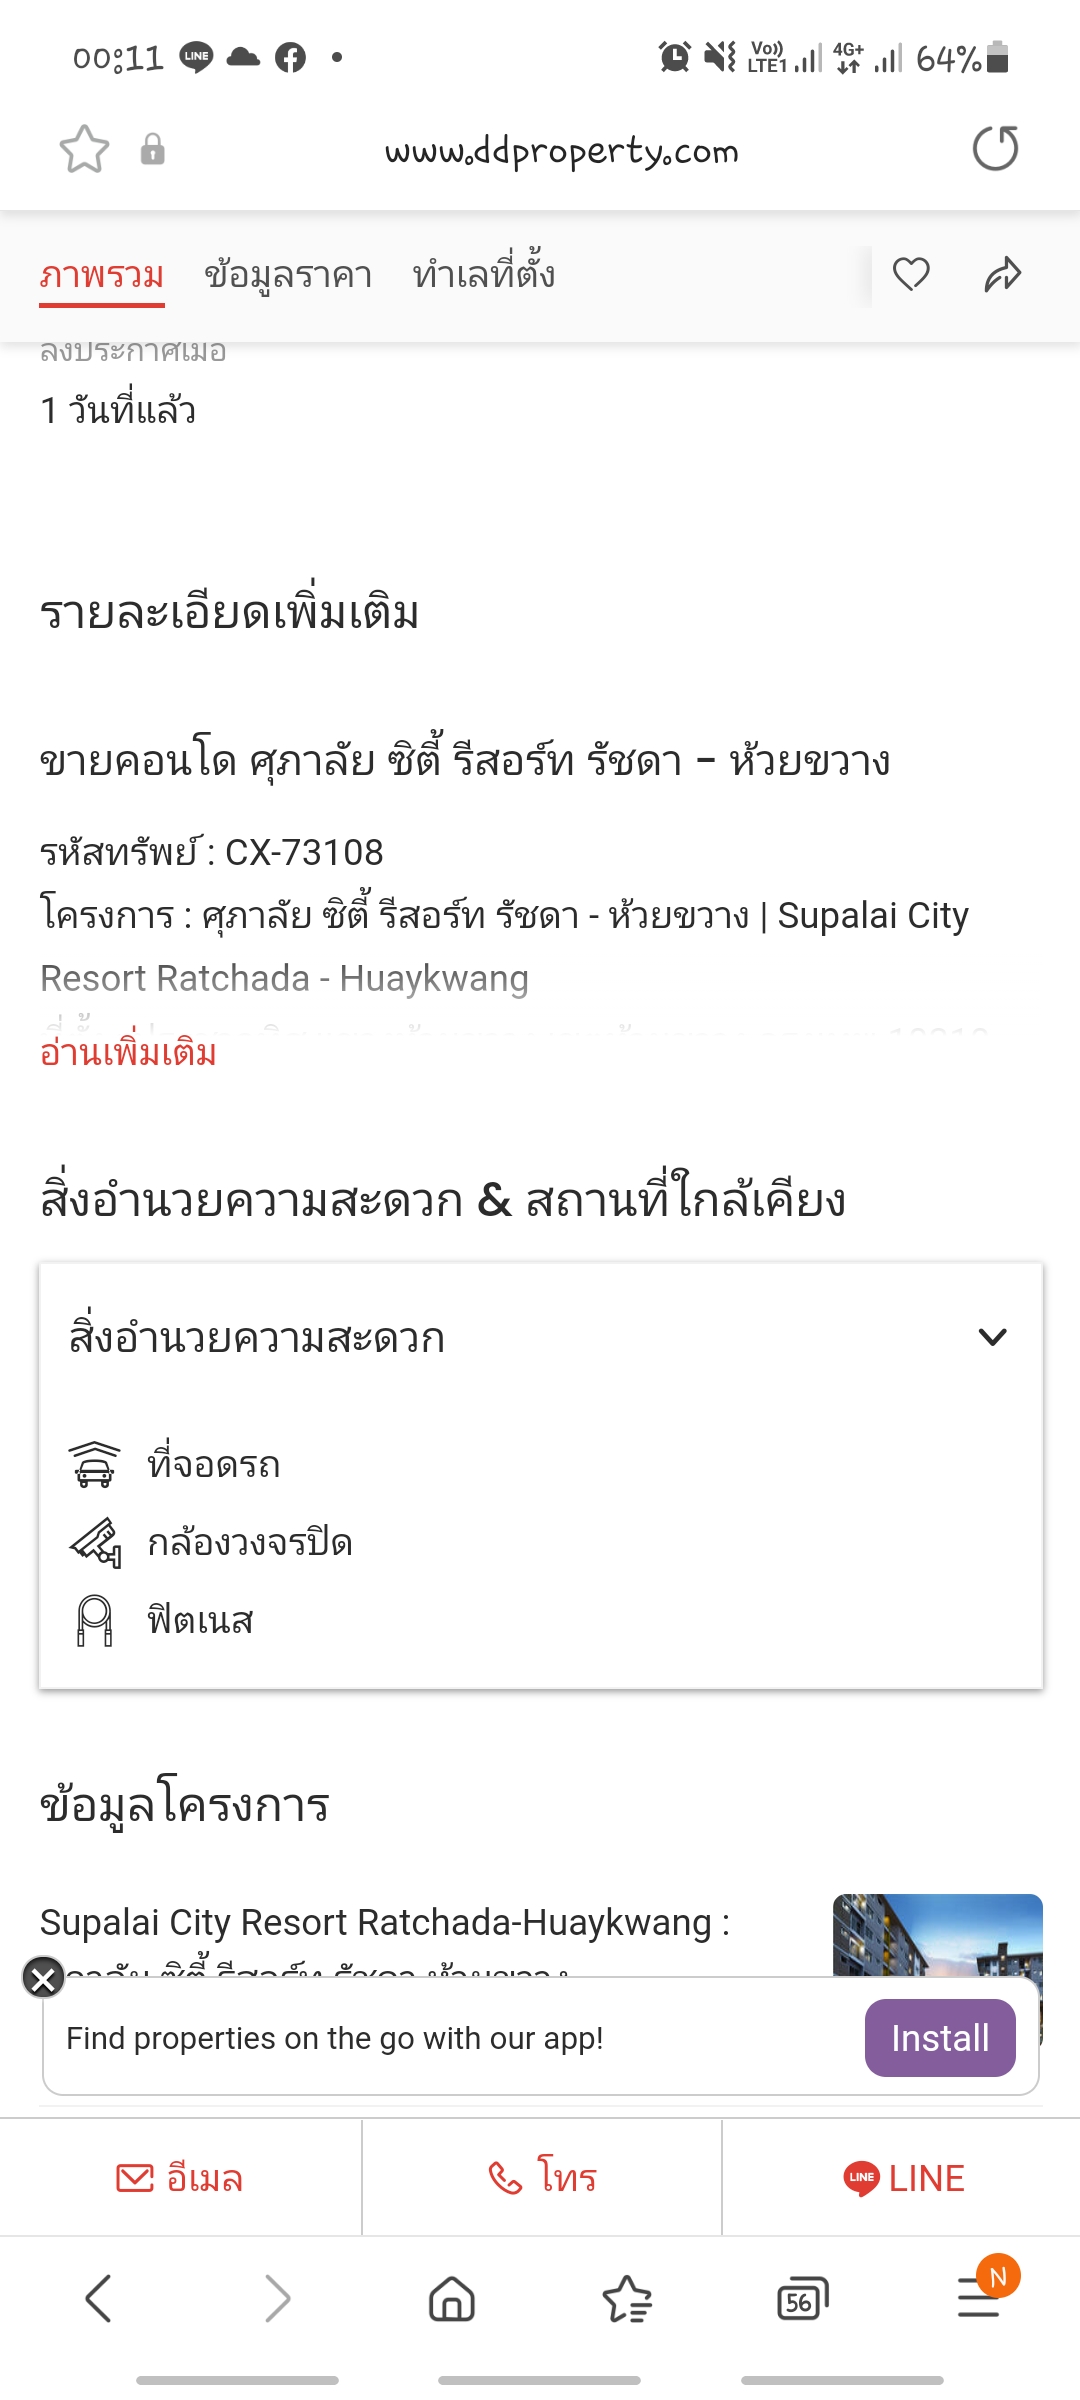 00:11
LINE
Vo))
LTE1
4G+
64%
www.ddproperty.com
ภาพรวม ข้อมูลราคา ทำเลที่ตั้ง
ลงประกาศเมื่อ
1 วันที่แล้ว
รายละเอียดเพิ่มเติม
ขายคอนโด ศุภาลัย ซิตี้ รีสอร์ท รัชดา – ห้วยขวาง
รหัสทรัพย์ : CX-73108
โครงการ : ศุภาลัย ซิตี้ รีสอร์ท รัชดา - ห้วยขวาง | Supalai City
Resort Ratchada - Huaykwang
อ่านเพิ่มเติม
สิ่งอำนวยความสะดวก & สถานที่ใกล้เคียง
สิ่งอำนวยความสะดวก
ที่จอดรถ
กล้องวงจรปิด
ฟิตเนส
ข้อมูลโครงการ
Supalai City Resort Ratchada-Huaykwang :
Find properties on the go with our app!
Install
อีเมล
โทร
LINE LINE
56
N